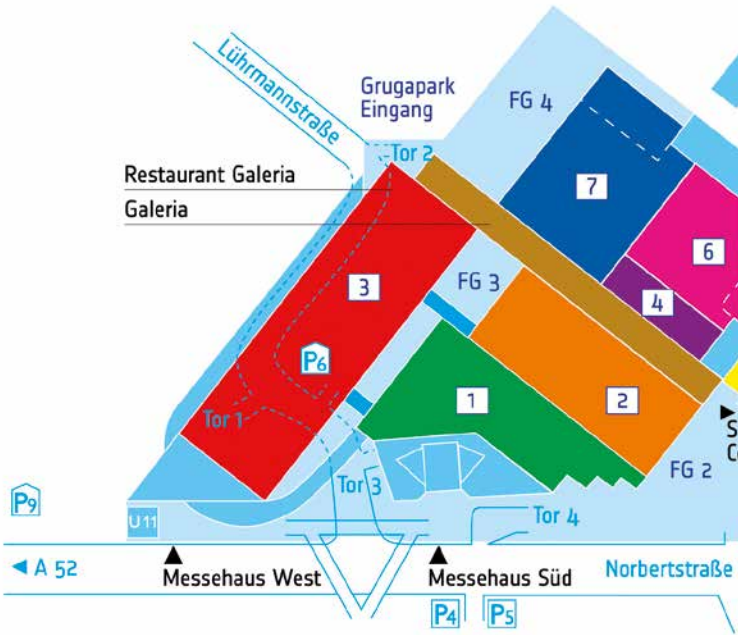 Lührmannstraße
Grugapark
Eingang
FG 4
Tor 2
Restaurant Galeria
Galeria
7
6
3
FG 3
4
P6
1
2
Tor 1
Tor 3
FG 2
P9
U11
Tor 4
A 52
Messehaus West
Messehaus Süd
Norbertstraße
P4
P5